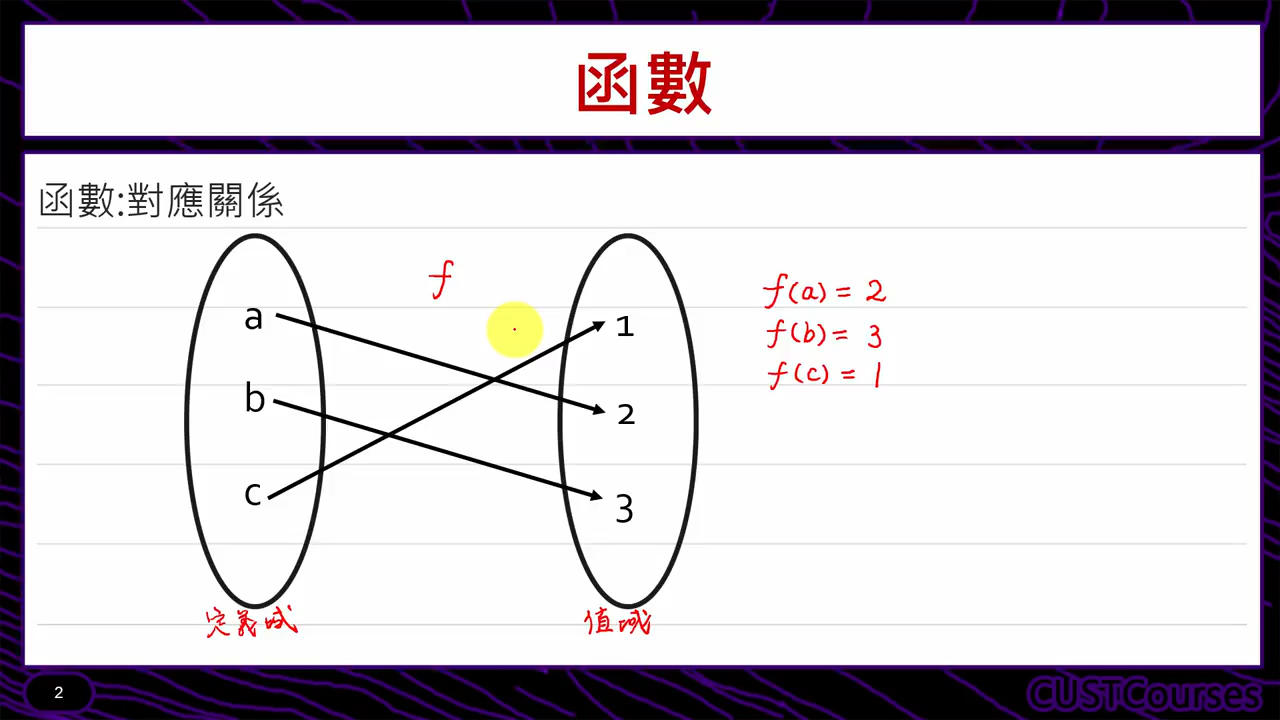 函數
函數:對應關係
f
a
b
c
1
2
3
f(a) = 2
f(b) = 3
f(c) = 1
定義域
值域
2
CUSTCourses